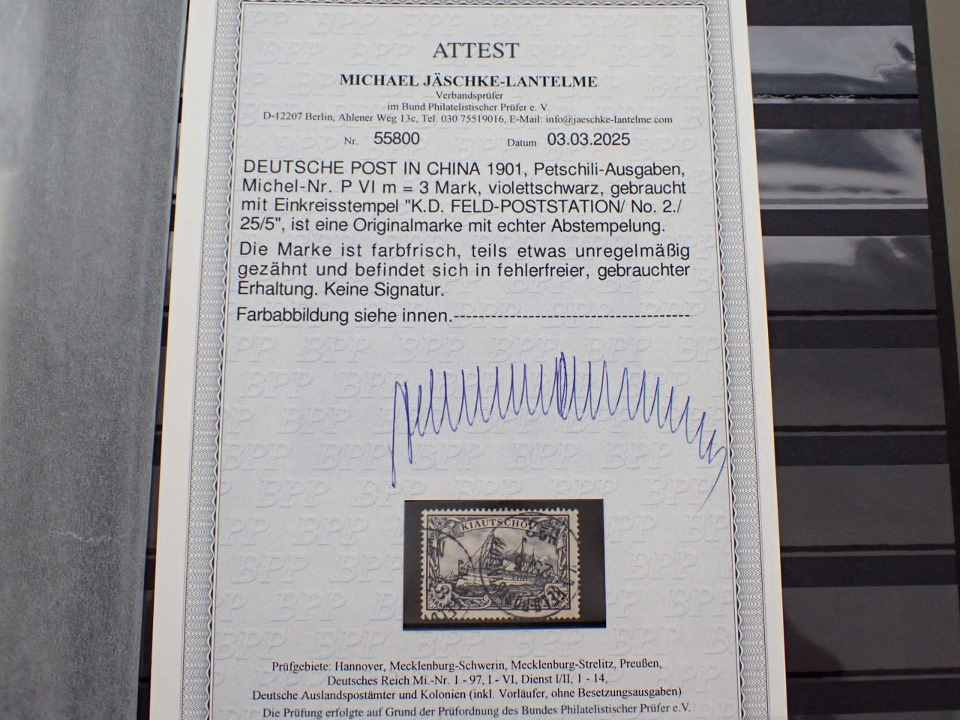 ATTEST
MICHAEL JÄSCHKE-LANTELME
Verbandsprüfer
im Bund Philatelistischer Prüfer e. V.
D-12207 Berlin, Ahlener Weg 13c, Tel. 030 75519016, E-Mail: info@jaeschke-lantelme.com
Nr. 55800 Datum 03.03.2025
DEUTSCHE POST IN CHINA 1901, Petschili-Ausgaben,
Michel-Nr. P VI m = 3 Mark, violettschwarz, gebraucht
mit Einkreisstempel "K.D. FELD-POSTSTATION/ No. 2./
25/5", ist eine Originalmarke mit echter Abstempelung.
Die Marke ist farbfrisch, teils etwas unregelmäßig
gezähnt und befindet sich in fehlerfreier, gebrauchter
Erhaltung. Keine Signatur.
Farbabbildung siehe innen.-------------------------------------
KIAUTSCHOU
Prüfgebiete: Hannover, Mecklenburg-Schwerin, Mecklenburg-Strelitz, Preußen,
Deutsches Reich Mi.-Nr. 1 - 97, I - VI, Dienst I/II, 1 - 14,
Deutsche Auslandspostämter und Kolonien (inkl. Vorläufer, ohne Besetzungsausgaben)
Die Prüfung erfolgte auf Grund der Prüfordnung des Bundes Philatelistischer Prüfer e.V.